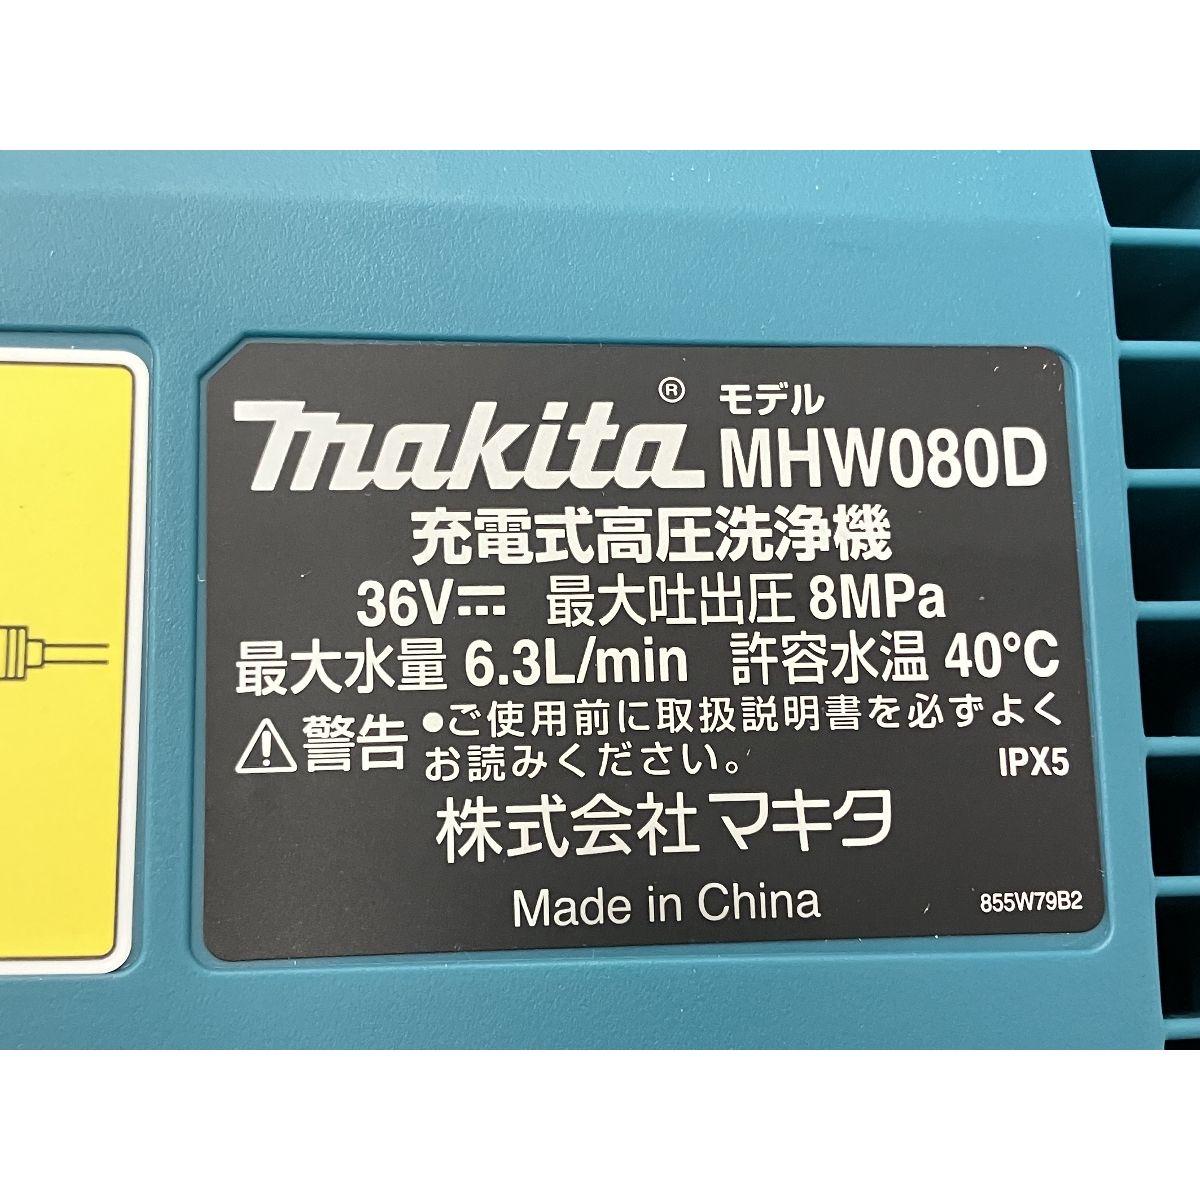 makita® モデル
MHW080D
充電式高圧洗浄機
36V⎓ 最大吐出圧 8MPa
最大水量 6.3L/min 許容水温 40°C
⚠警告 ●ご使用前に取扱説明書を必ずよく
お読みください。 IPX5
株式会社マキタ
Made in China 855W79B2